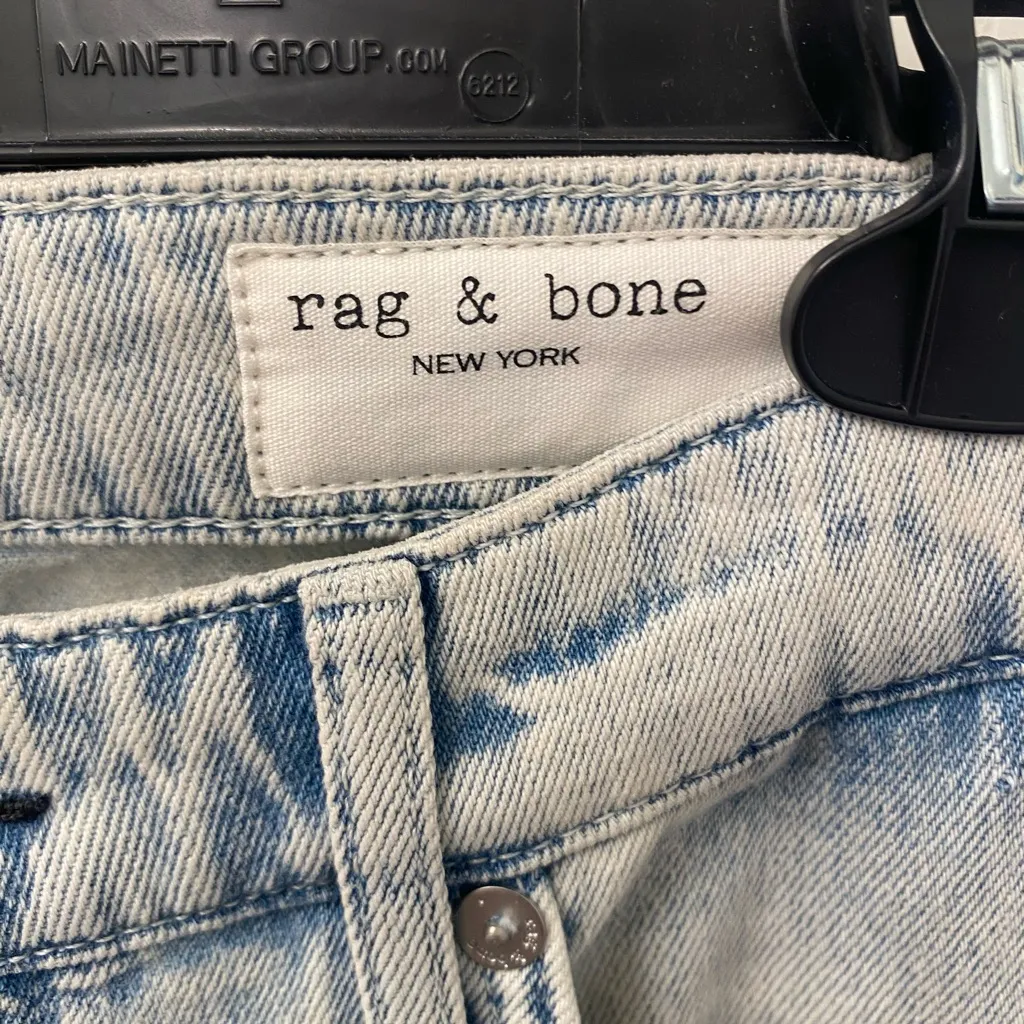 MAINETTI GROUP.COM 6212
rag & bone
NEW YORK